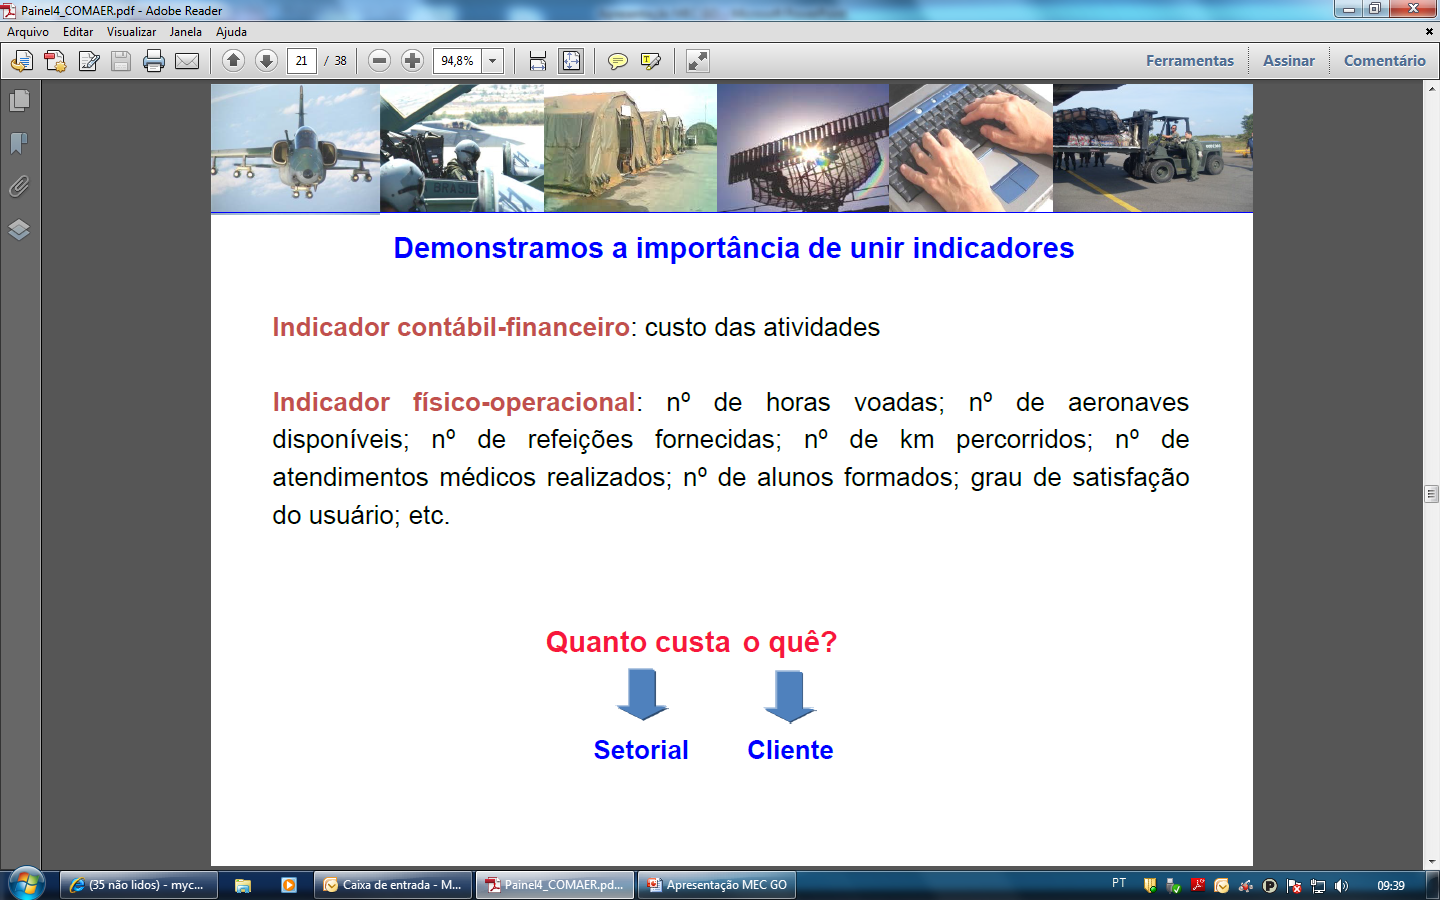 Painel4_COMAER.pdf - Adobe Reader
Arquivo Editar Visualizar Janela Ajuda
21 / 38 94,8% Ferramentas Assinar Comentário
BRASIL
Demonstramos a importância de unir indicadores
Indicador contábil-financeiro: custo das atividades
Indicador físico-operacional: nº de horas voadas; nº de aeronaves
disponíveis; nº de refeições fornecidas; nº de km percorridos; nº de
atendimentos médicos realizados; nº de alunos formados; grau de satisfação
do usuário; etc.
Quanto custa o quê?
Setorial Cliente
(35 não lidos) - myc... Caixa de entrada - M... Painel4_COMAER.pd... Apresentação MEC GO PT 09:39